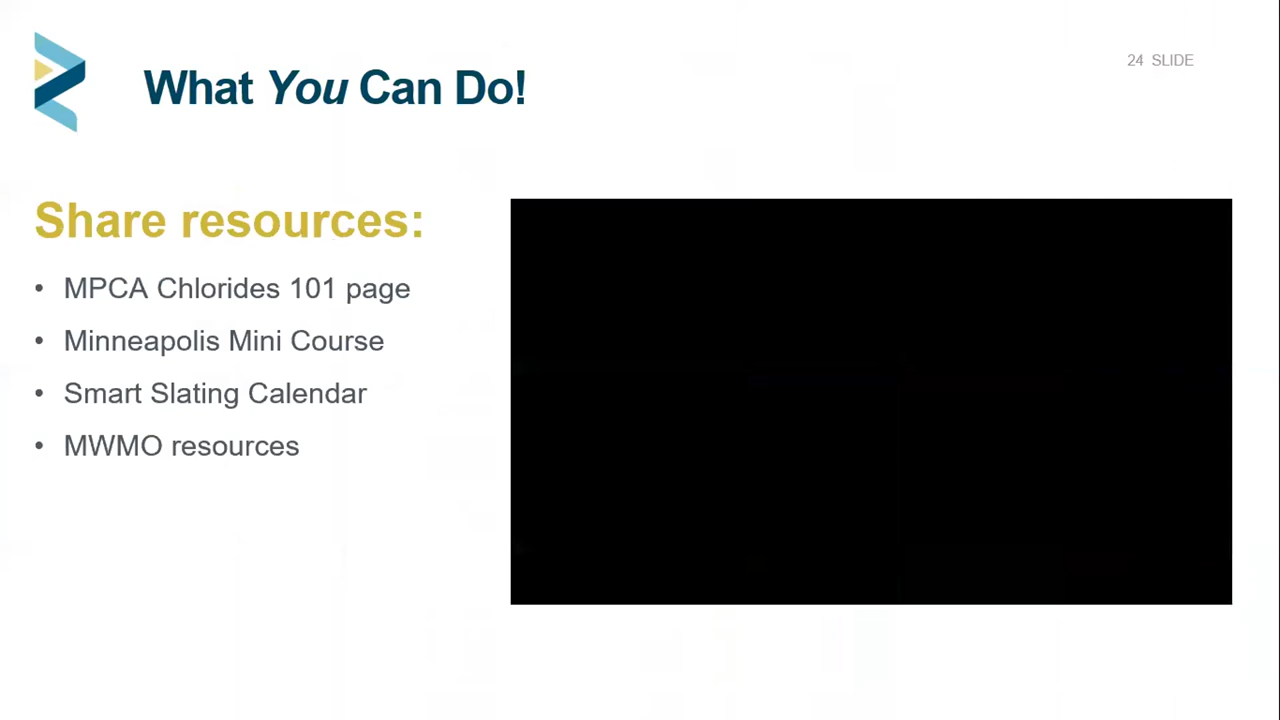 24 SLIDE
What You Can Do!
Share resources:
• MPCA Chlorides 101 page
• Minneapolis Mini Course
• Smart Slating Calendar
• MWMO resources